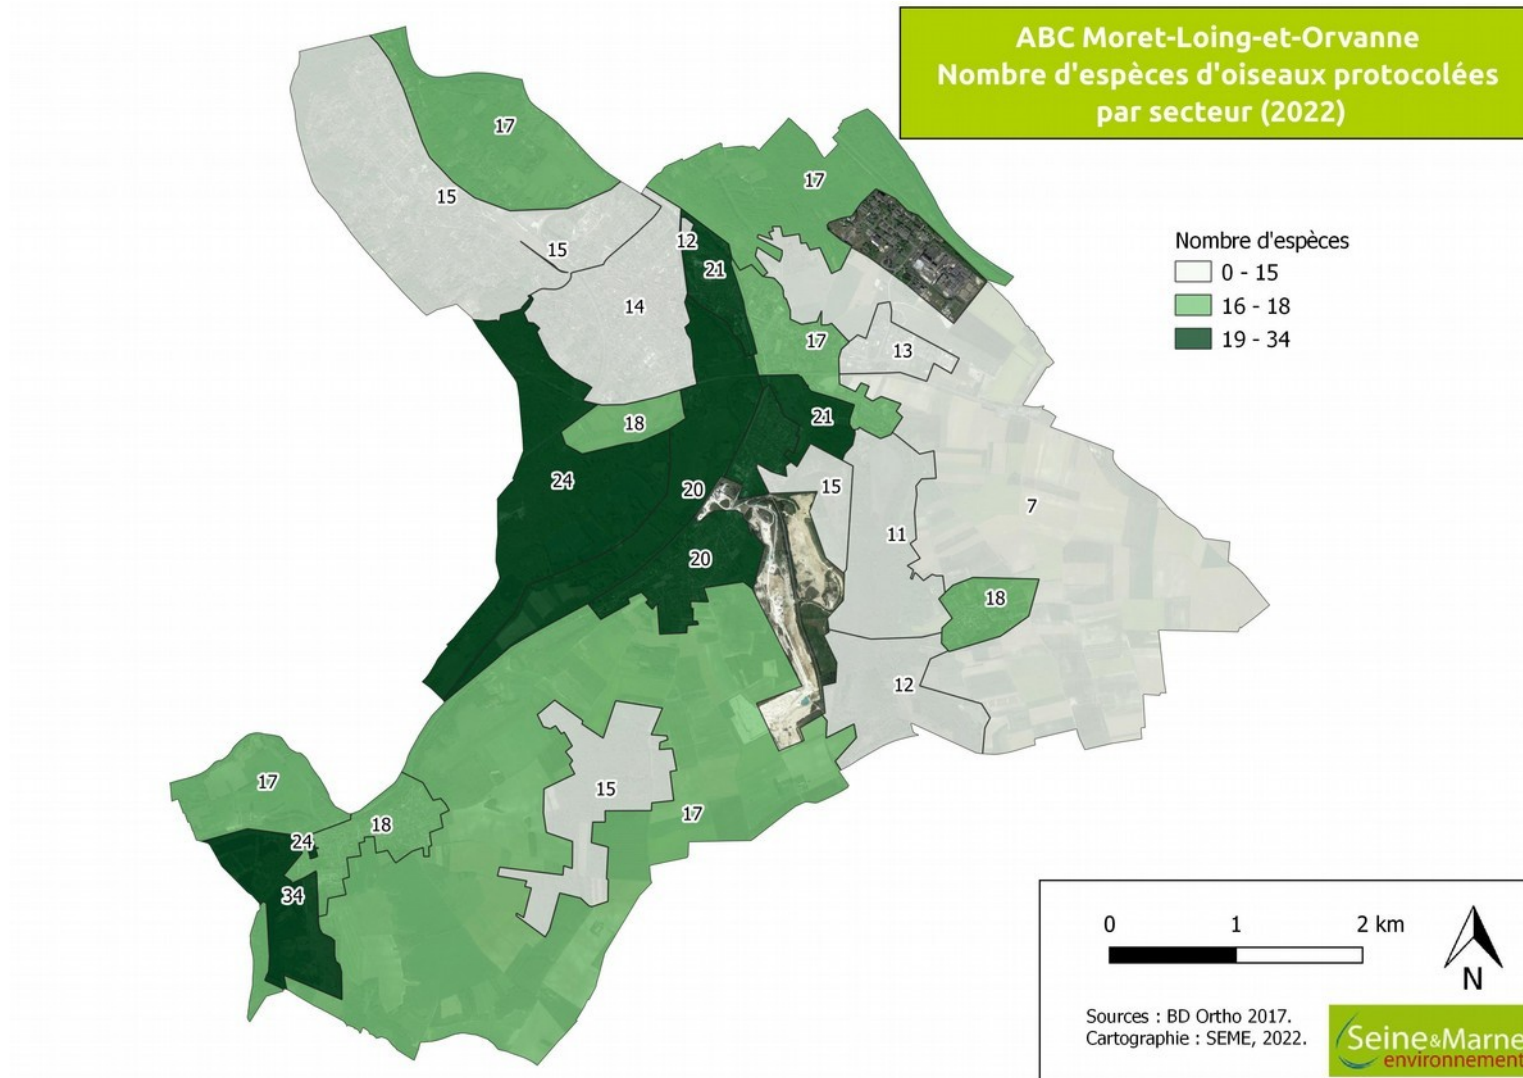 ABC Moret-Loing-et-Orvanne
Nombre d'espèces d'oiseaux protocolées
par secteur (2022)
17
15
17
12
15
21
Nombre d'espèces
0 - 15
16 - 18
19 - 34
14
17
13
18
21
24
20
15
7
11
20
18
12
17
15
17
18
24
34
0 1 2 km
N
Sources : BD Ortho 2017.
Cartographie : SEME, 2022.
Seine&Marne
environnement